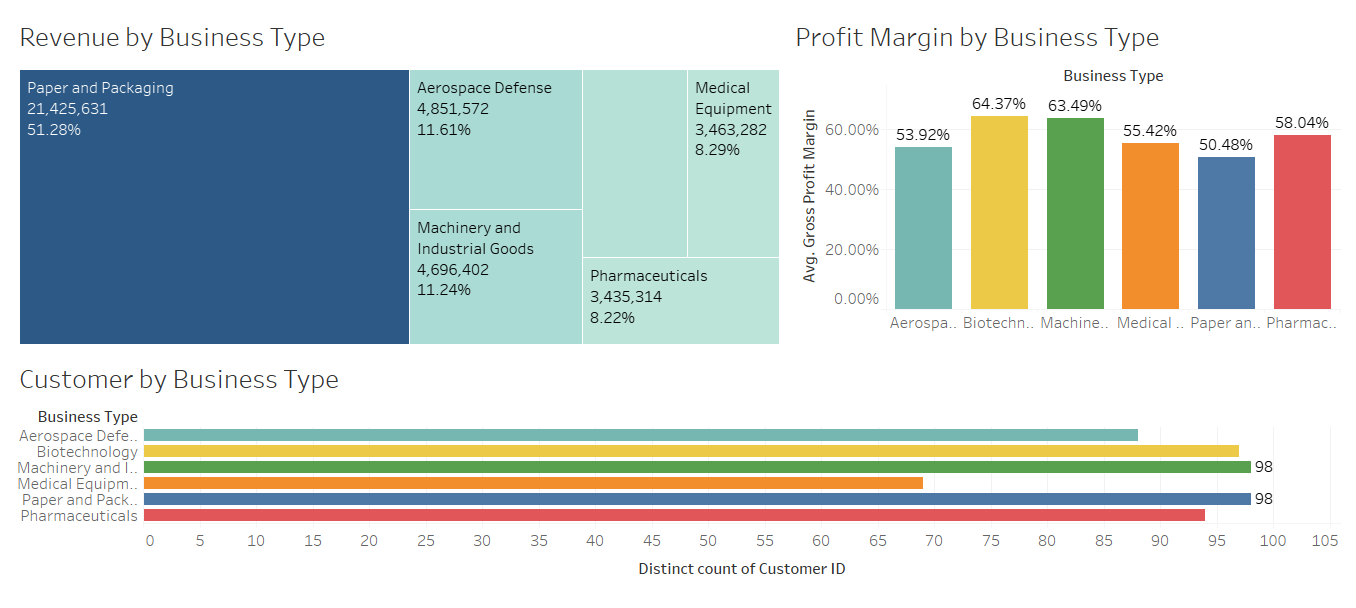 Revenue by Business Type
Paper and Packaging
21,425,631
51.28%
Aerospace Defense
4,851,572
11.61%
Machinery and
Industrial Goods
4,696,402
11.24%
Medical
Equipment
3,463,282
8.29%
Pharmaceuticals
3,435,314
8.22%
Profit Margin by Business Type
Business Type
Avg. Gross Profit Margin
60.00%
40.00%
20.00%
0.00%
53.92%
64.37%
63.49%
55.42%
50.48%
58.04%
Aerospa.. Biotechn.. Machine.. Medical .. Paper an.. Pharmac..
Customer by Business Type
Business Type
Aerospace Defe..
Biotechnology
Machinery and I.. 98
Medical Equipm..
Paper and Pack.. 98
Pharmaceuticals
0 5 10 15 20 25 30 35 40 45 50 55 60 65 70 75 80 85 90 95 100 105
Distinct count of Customer ID